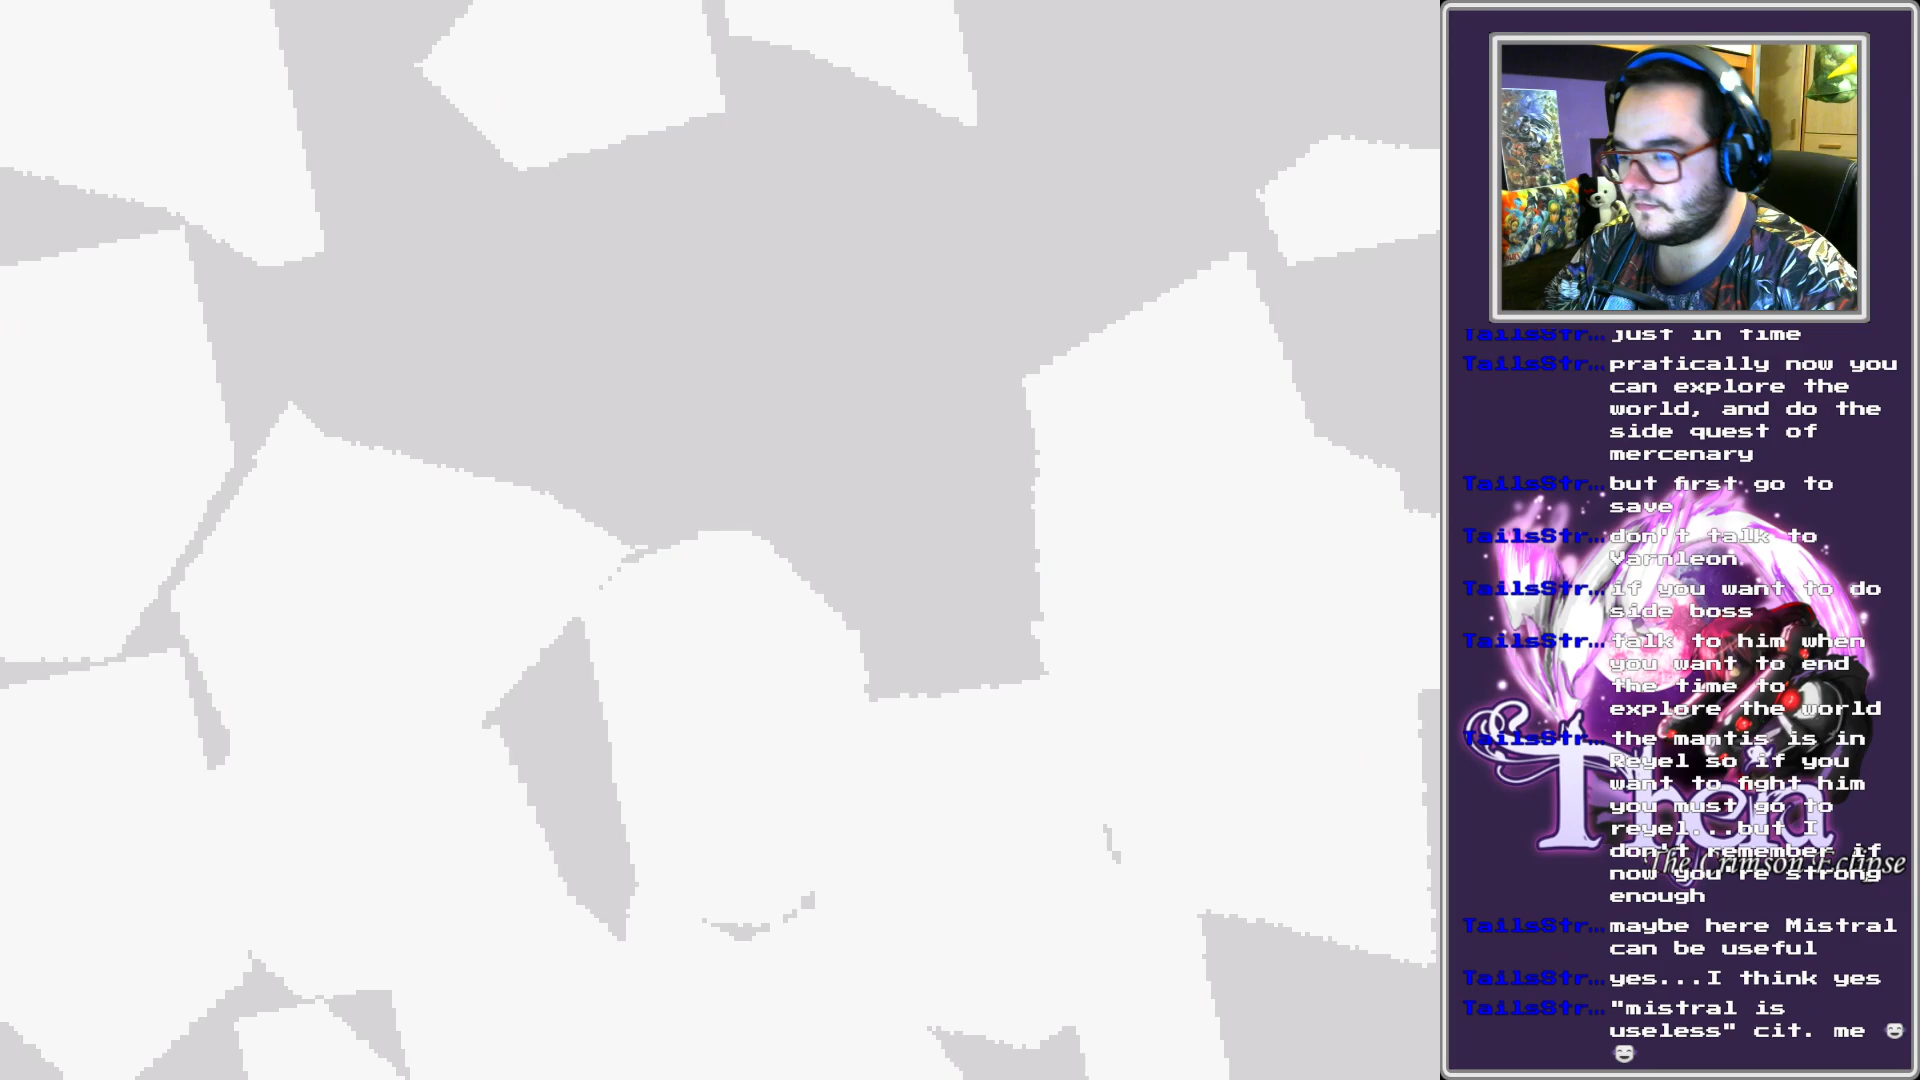 TailsStr… just in time
TailsStr… pratically now you
can explore the
world, and do the
side quest of
mercenary
TailsStr… but first go to
save
TailsStr… don't talk to
Varnleon
TailsStr… if you want to do
side boss
TailsStr… talk to him when
you want to end
the time to
explore the world
TailsStr… the mantis is in
Reyel so if you
want to fight him
you must go to
reyel...but I
don't remember if
now you're strong
enough
TailsStr… maybe here Mistral
can be useful
TailsStr… yes...I think yes
TailsStr… "mistral is
useless" cit. me
Thera
The Crimson Eclipse